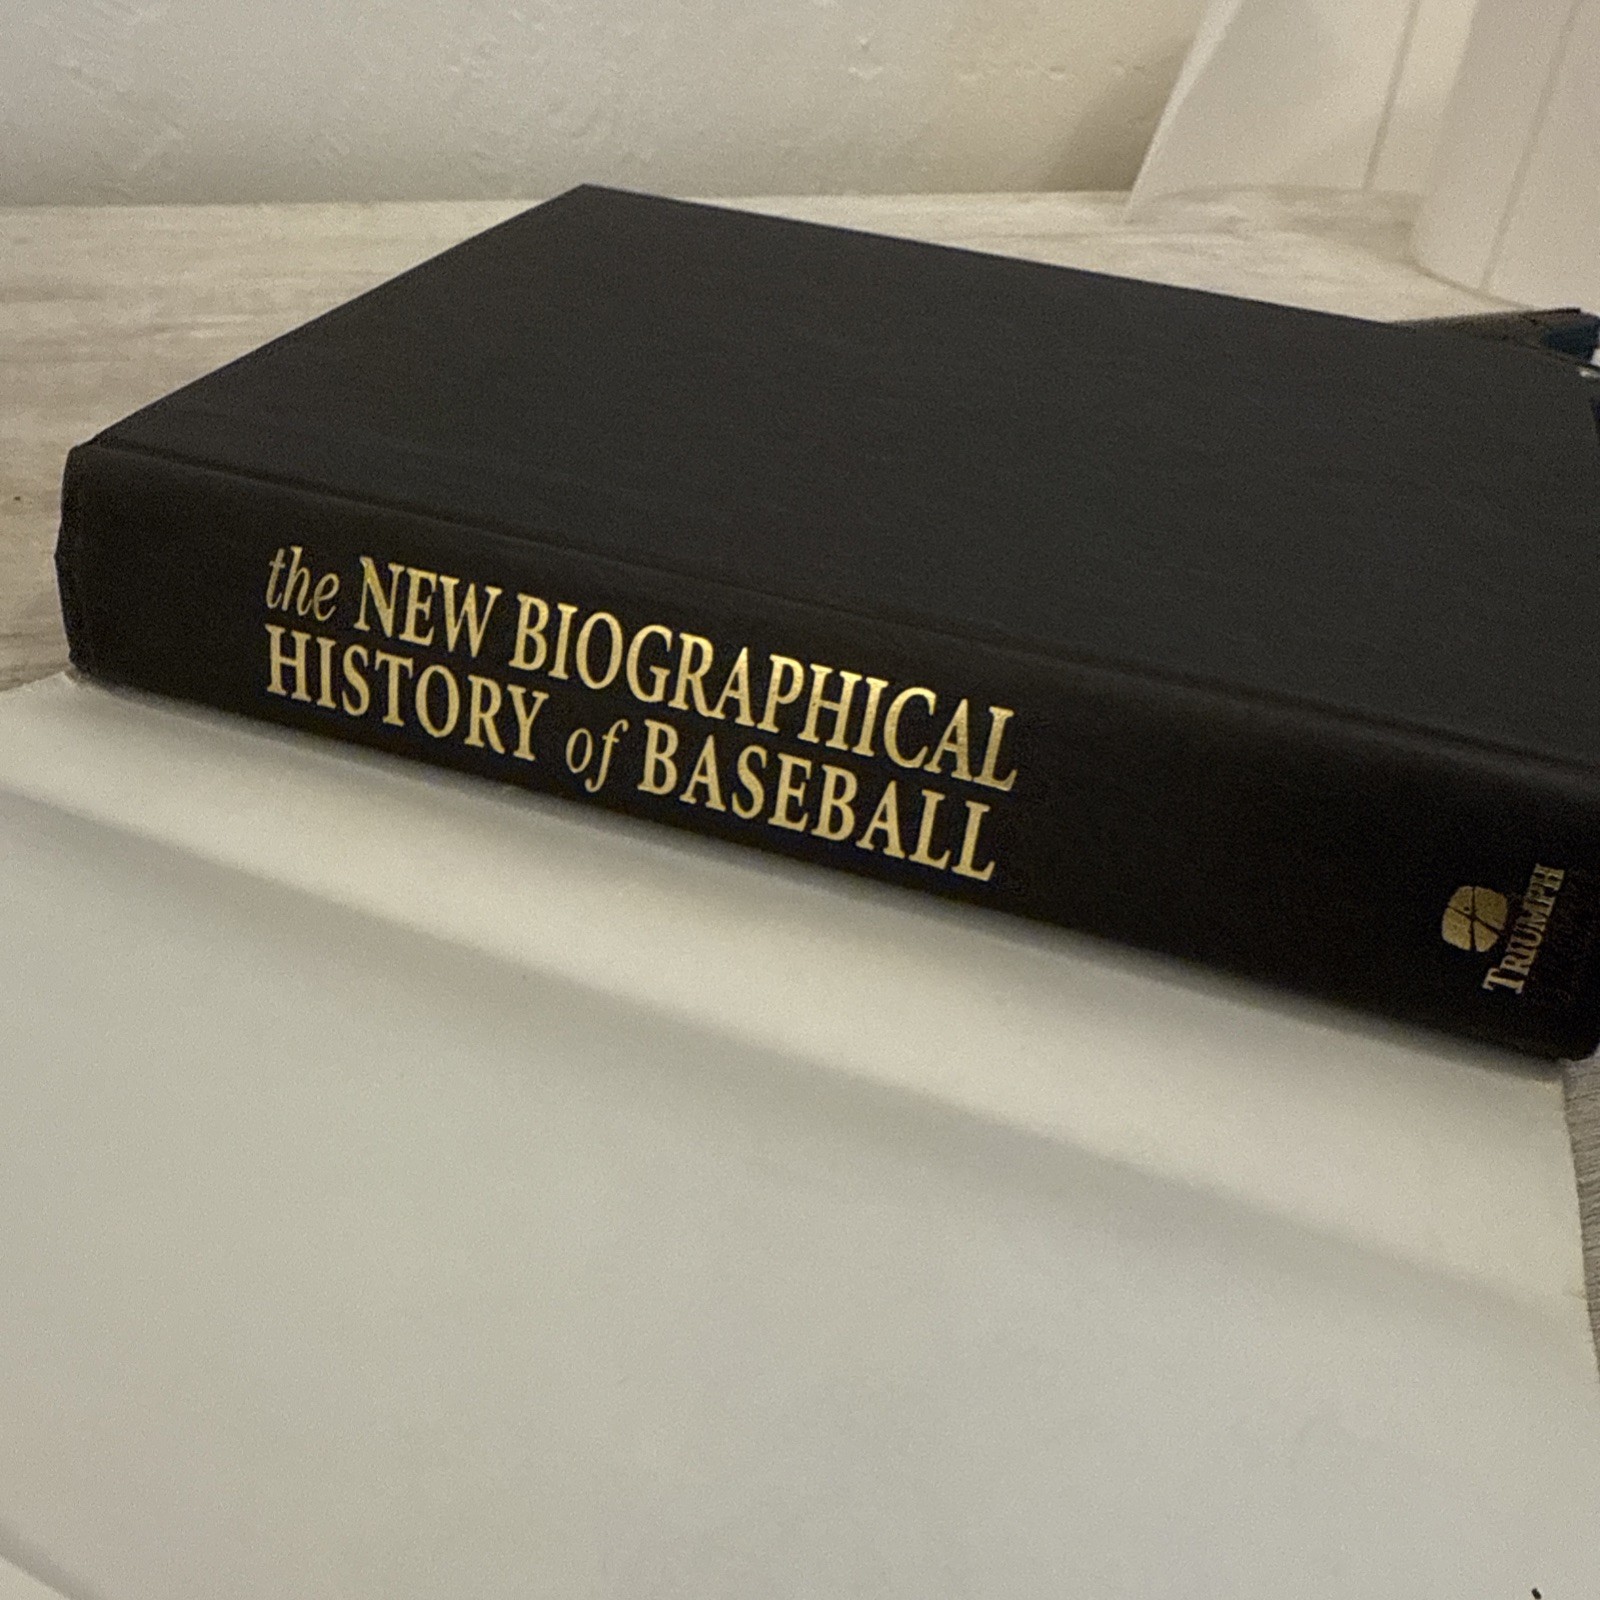 the NEW BIOGRAPHICAL
HISTORY of BASEBALL
TRIUMPH